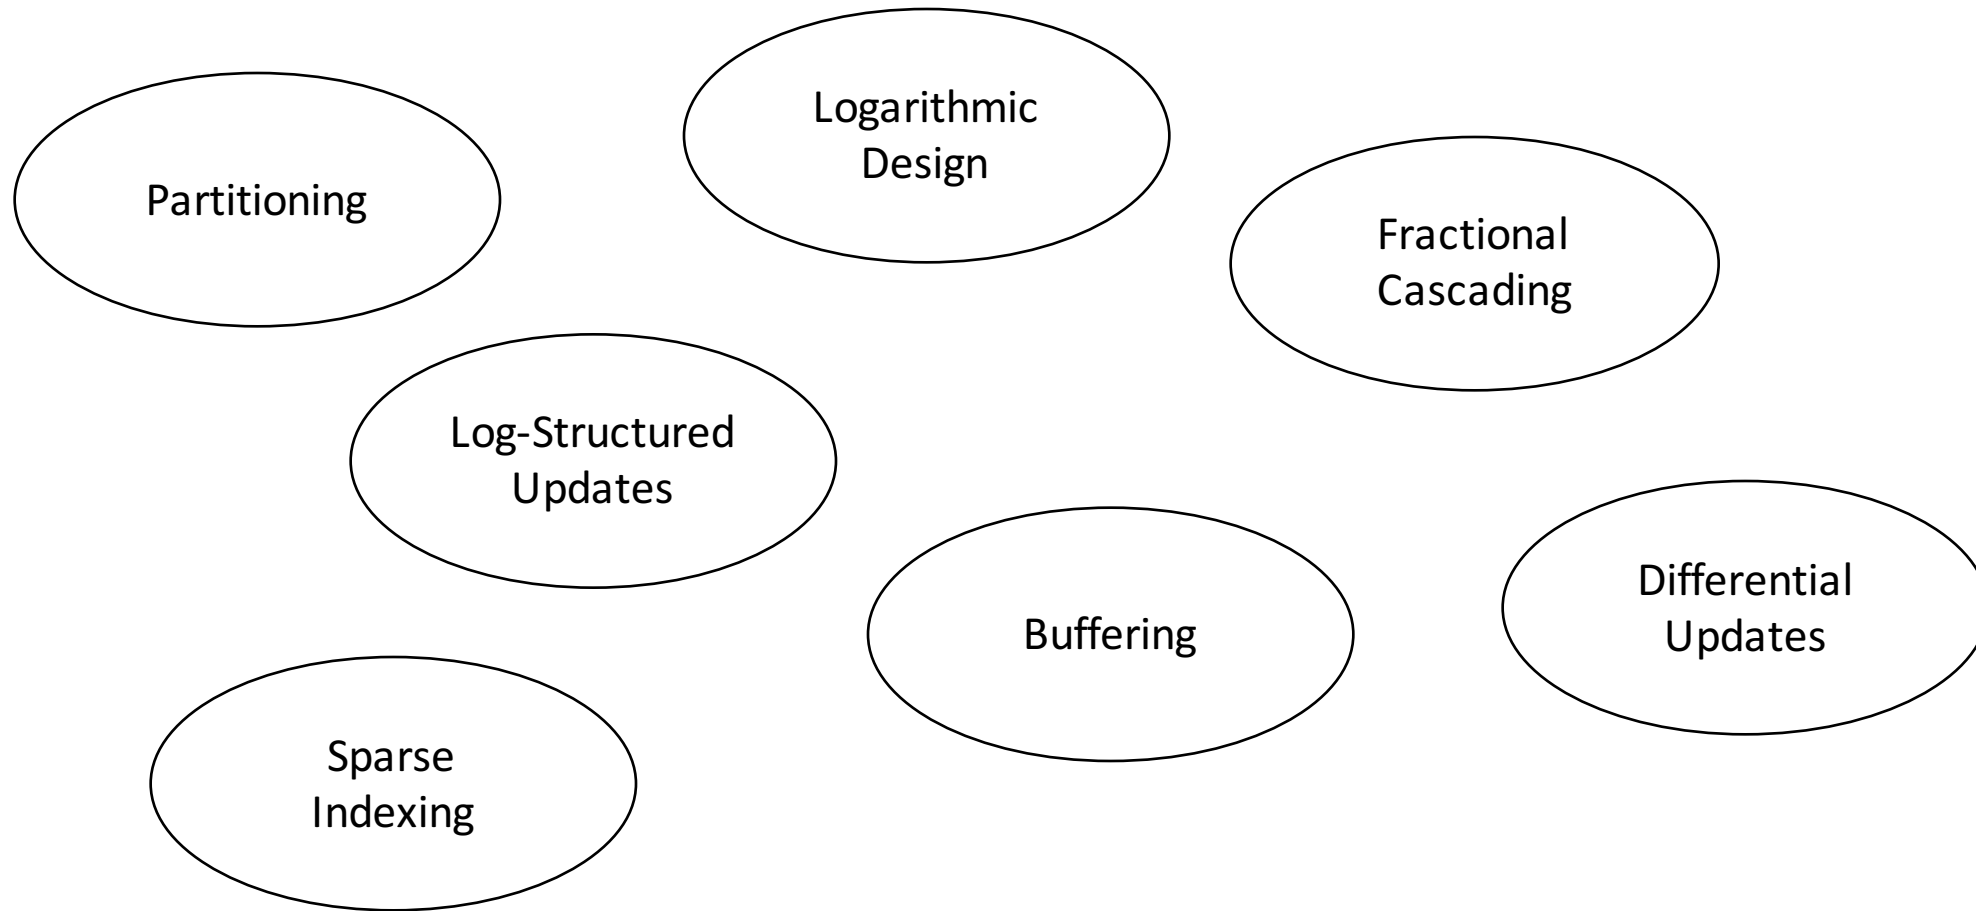 Logarithmic
Design
Partitioning
Fractional
Cascading
Log-Structured
Updates
Buffering
Differential
Updates
Sparse
Indexing